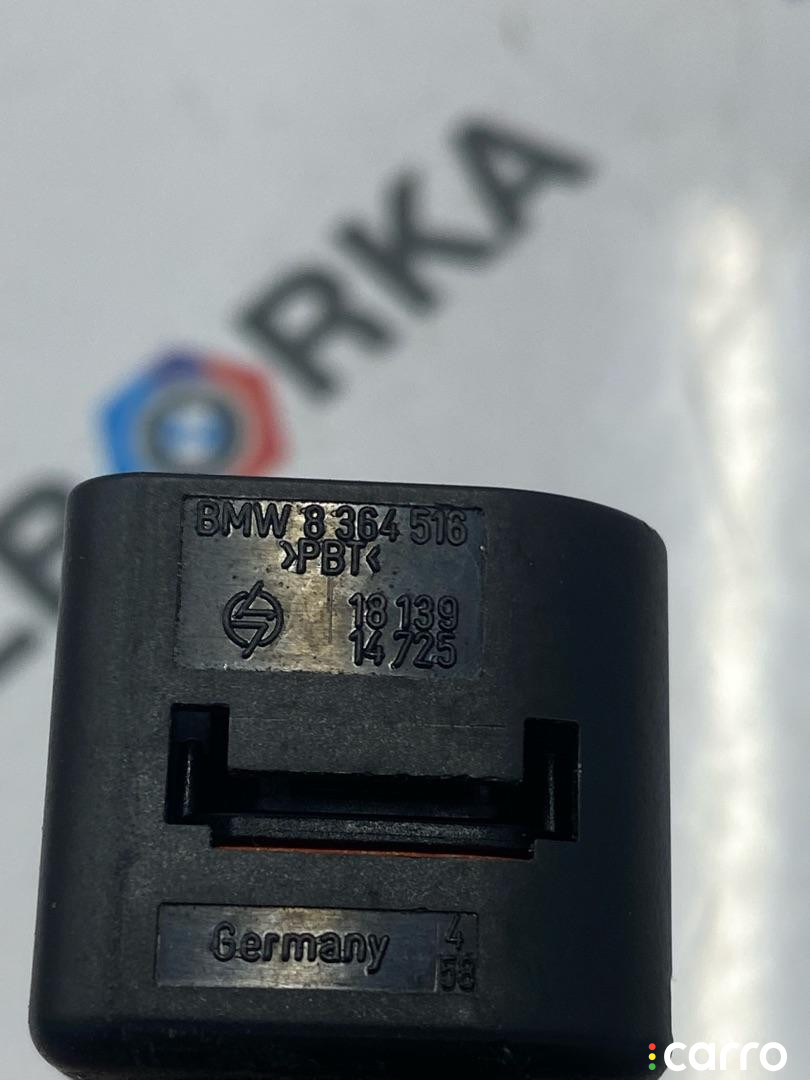 RKA
BMW 8 364 516
>PBT<
18 139
14 725
Germany
4
58
carro